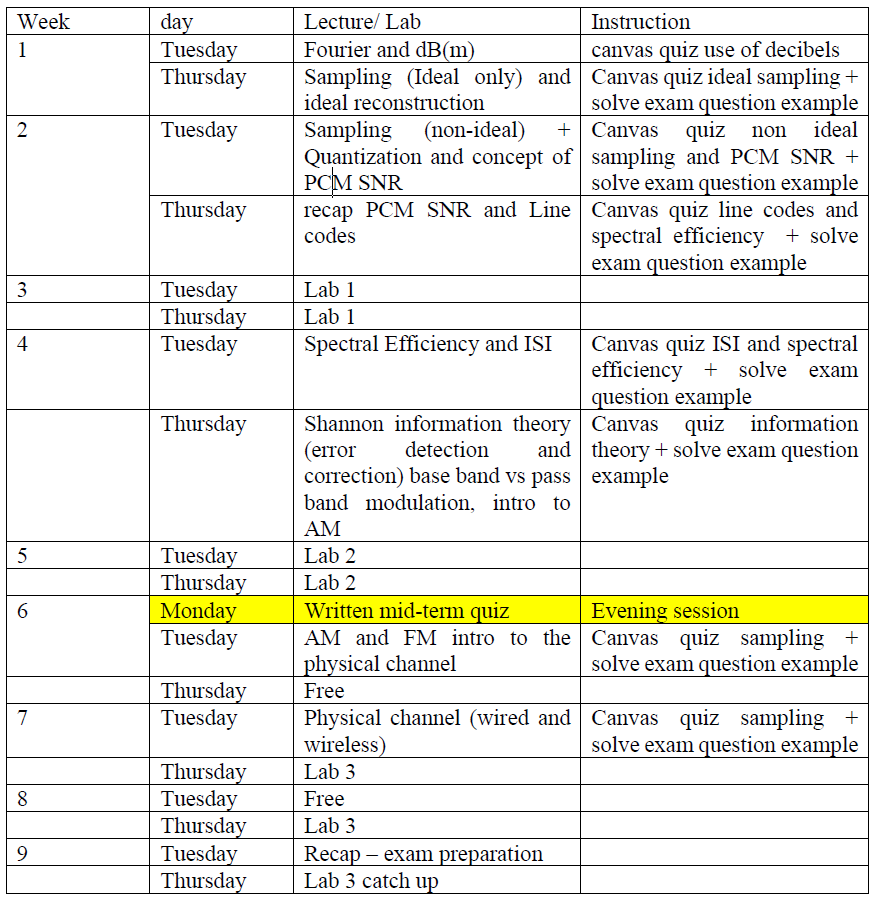 Week day Lecture/ Lab Instruction
1 Tuesday Fourier and dB(m) canvas quiz use of decibels
Thursday Sampling (Ideal only) and Canvas quiz ideal sampling +
ideal reconstruction solve exam question example
2 Tuesday Sampling (non-ideal) + Canvas quiz non ideal
Quantization and concept of sampling and PCM SNR +
PCM SNR solve exam question example
Thursday recap PCM SNR and Line Canvas quiz line codes and
codes spectral efficiency + solve
exam question example
3 Tuesday Lab 1
Thursday Lab 1
4 Tuesday Spectral Efficiency and ISI Canvas quiz ISI and spectral
efficiency + solve exam
question example
Thursday Shannon information theory Canvas quiz information
(error detection and theory + solve exam question
correction) base band vs pass example
band modulation, intro to
AM
5 Tuesday Lab 2
Thursday Lab 2
6 Monday Written mid-term quiz Evening session
Tuesday AM and FM intro to the Canvas quiz sampling +
physical channel solve exam question example
Thursday Free
7 Tuesday Physical channel (wired and Canvas quiz sampling +
wireless) solve exam question example
Thursday Lab 3
8 Tuesday Free
Thursday Lab 3
9 Tuesday Recap – exam preparation
Thursday Lab 3 catch up